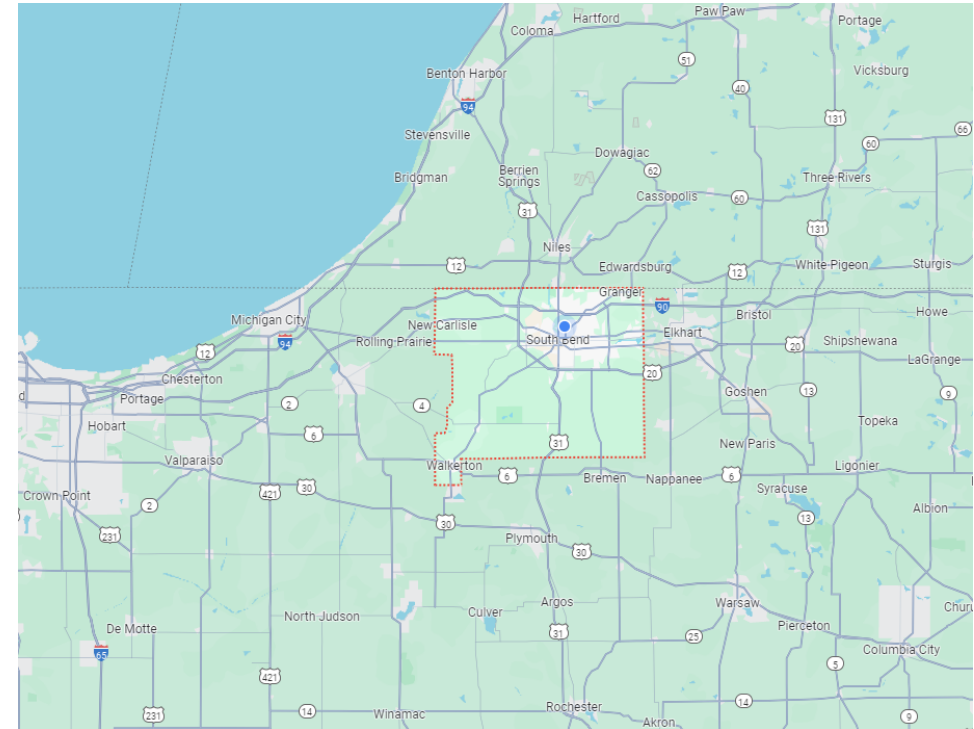 Paw Paw
Hartford
Portage
Coloma
51
Vicksburg
Benton Harbor
40
94
131
Stevensville
60
66
Dowagiac
62
Three Rivers
Bridgman
Berrien
Springs
Cassopolis
60
31
131
Niles
12
Edwardsburg
12
White Pigeon
Sturgis
Granger
90
Howe
Michigan City
New Carlisle
Bristol
Elkhart
94
Rolling Prairie
South Bend
20
Shipshewana
12
LaGrange
Chesterton
20
Portage
2
4
Goshen
13
9
Hobart
6
31
New Paris
Topeka
Valparaiso
Walkerton
6
Bremen
Nappanee
6
Ligonier
Crown Point
2
421
30
Syracuse
Albion
30
13
231
Plymouth
30
North Judson
Culver
Argos
Warsaw
De Motte
31
25
Pierceton
65
Columbia City
5
421
231
14
Winamac
Rochester
14
9
Akron